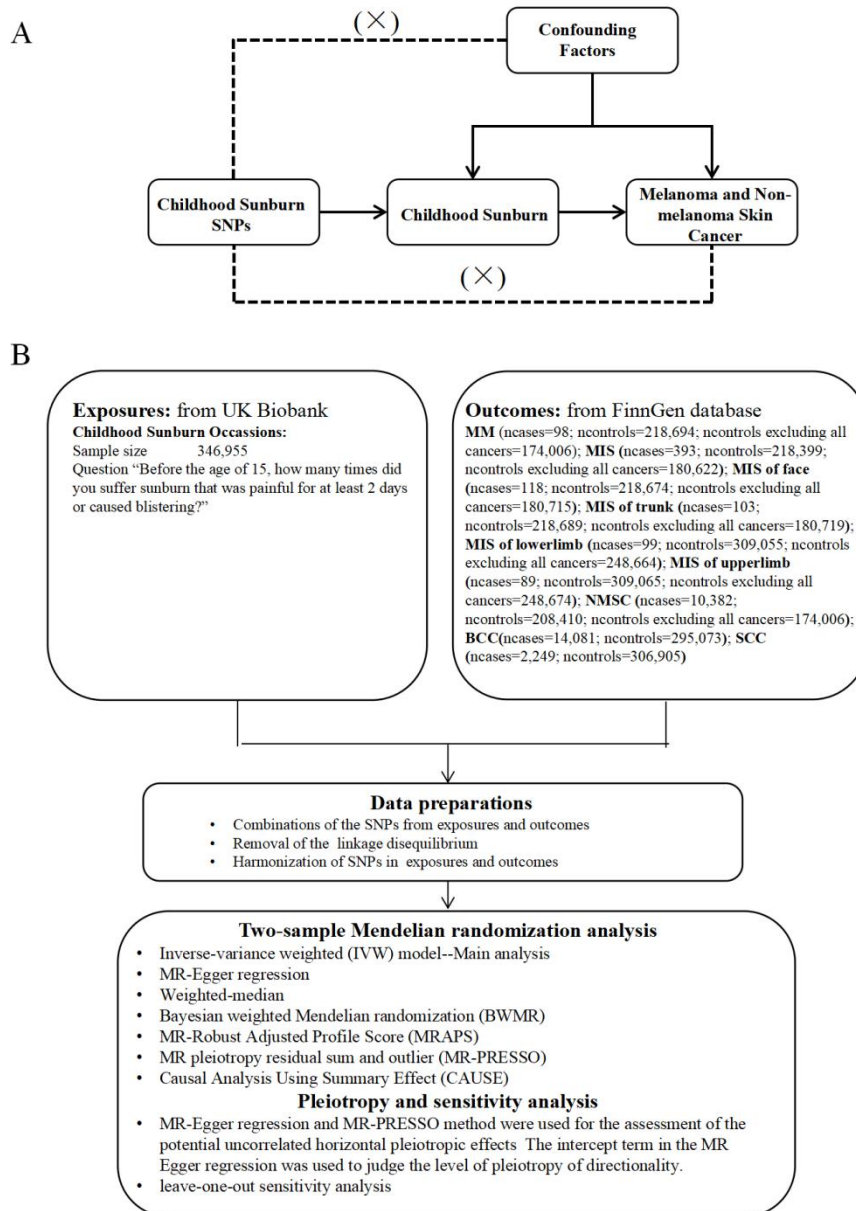 A
(×)
Confounding
Factors
Childhood Sunburn
SNPs
Childhood Sunburn
Melanoma and Non-
melanoma Skin
Cancer
(×)
B
Exposures: from UK Biobank
Childhood Sunburn Occassions:
Sample size 346,955
Question “Before the age of 15, how many times did
you suffer sunburn that was painful for at least 2 days
or caused blistering?”
Outcomes: from FinnGen database
MM (ncases=98; ncontrols=218,694; ncontrols excluding all
cancers=174,006); MIS (ncases=393; ncontrols=218,399;
ncontrols excluding all cancers=180,622); MIS of face
(ncases=118; ncontrols=218,674; ncontrols excluding all
cancers=180,715); MIS of trunk (ncases=103;
ncontrols=218,689; ncontrols excluding all cancers=180,719);
MIS of lowerlimb (ncases=99; ncontrols=309,055; ncontrols
excluding all cancers=248,664); MIS of upperlimb
(ncases=89; ncontrols=309,065; ncontrols excluding all
cancers=248,674); NMSC (ncases=10,382;
ncontrols=208,410; ncontrols excluding all cancers=174,006);
BCC(ncases=14,081; ncontrols=295,073); SCC
(ncases=2,249; ncontrols=306,905)
Data preparations
• Combinations of the SNPs from exposures and outcomes
• Removal of the linkage disequilibrium
• Harmonization of SNPs in exposures and outcomes
Two-sample Mendelian randomization analysis
• Inverse-variance weighted (IVW) model--Main analysis
• MR-Egger regression
• Weighted-median
• Bayesian weighted Mendelian randomization (BWMR)
• MR-Robust Adjusted Profile Score (MRAPS)
• MR pleiotropy residual sum and outlier (MR-PRESSO)
• Causal Analysis Using Summary Effect (CAUSE)
Pleiotropy and sensitivity analysis
• MR-Egger regression and MR-PRESSO method were used for the assessment of the
potential uncorrelated horizontal pleiotropic effects The intercept term in the MR
Egger regression was used to judge the level of pleiotropy of directionality.
• leave-one-out sensitivity analysis